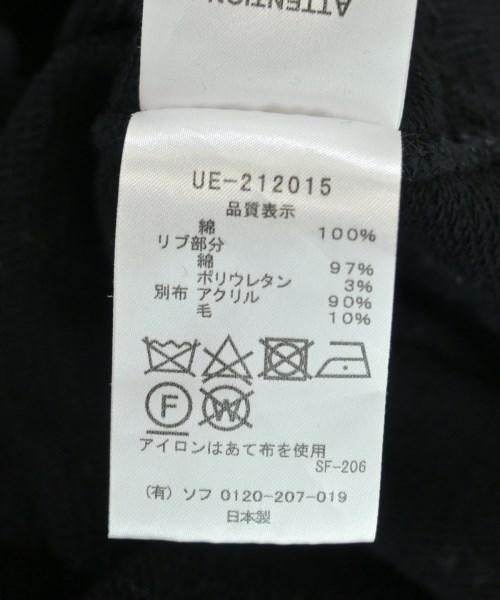 ATTENTION
UE-212015
品質表示
綿 100%
リブ部分
綿 97%
ポリウレタン 3%
別布 アクリル 90%
毛 10%
F W
アイロンはあて布を使用
SF-206
(有) ソフ 0120-207-019
日本製